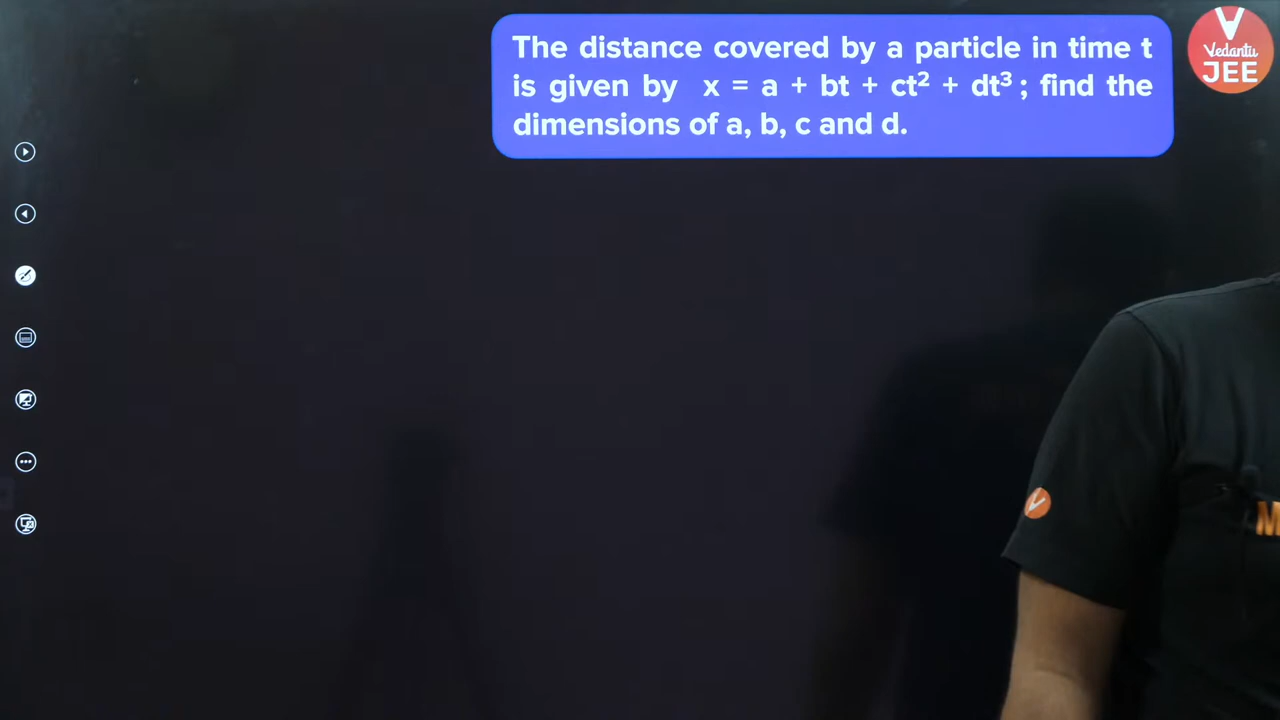 The distance covered by a particle in time t
is given by x = a + bt + ct² + dt³ ; find the
dimensions of a, b, c and d.
Vedantu
JEE